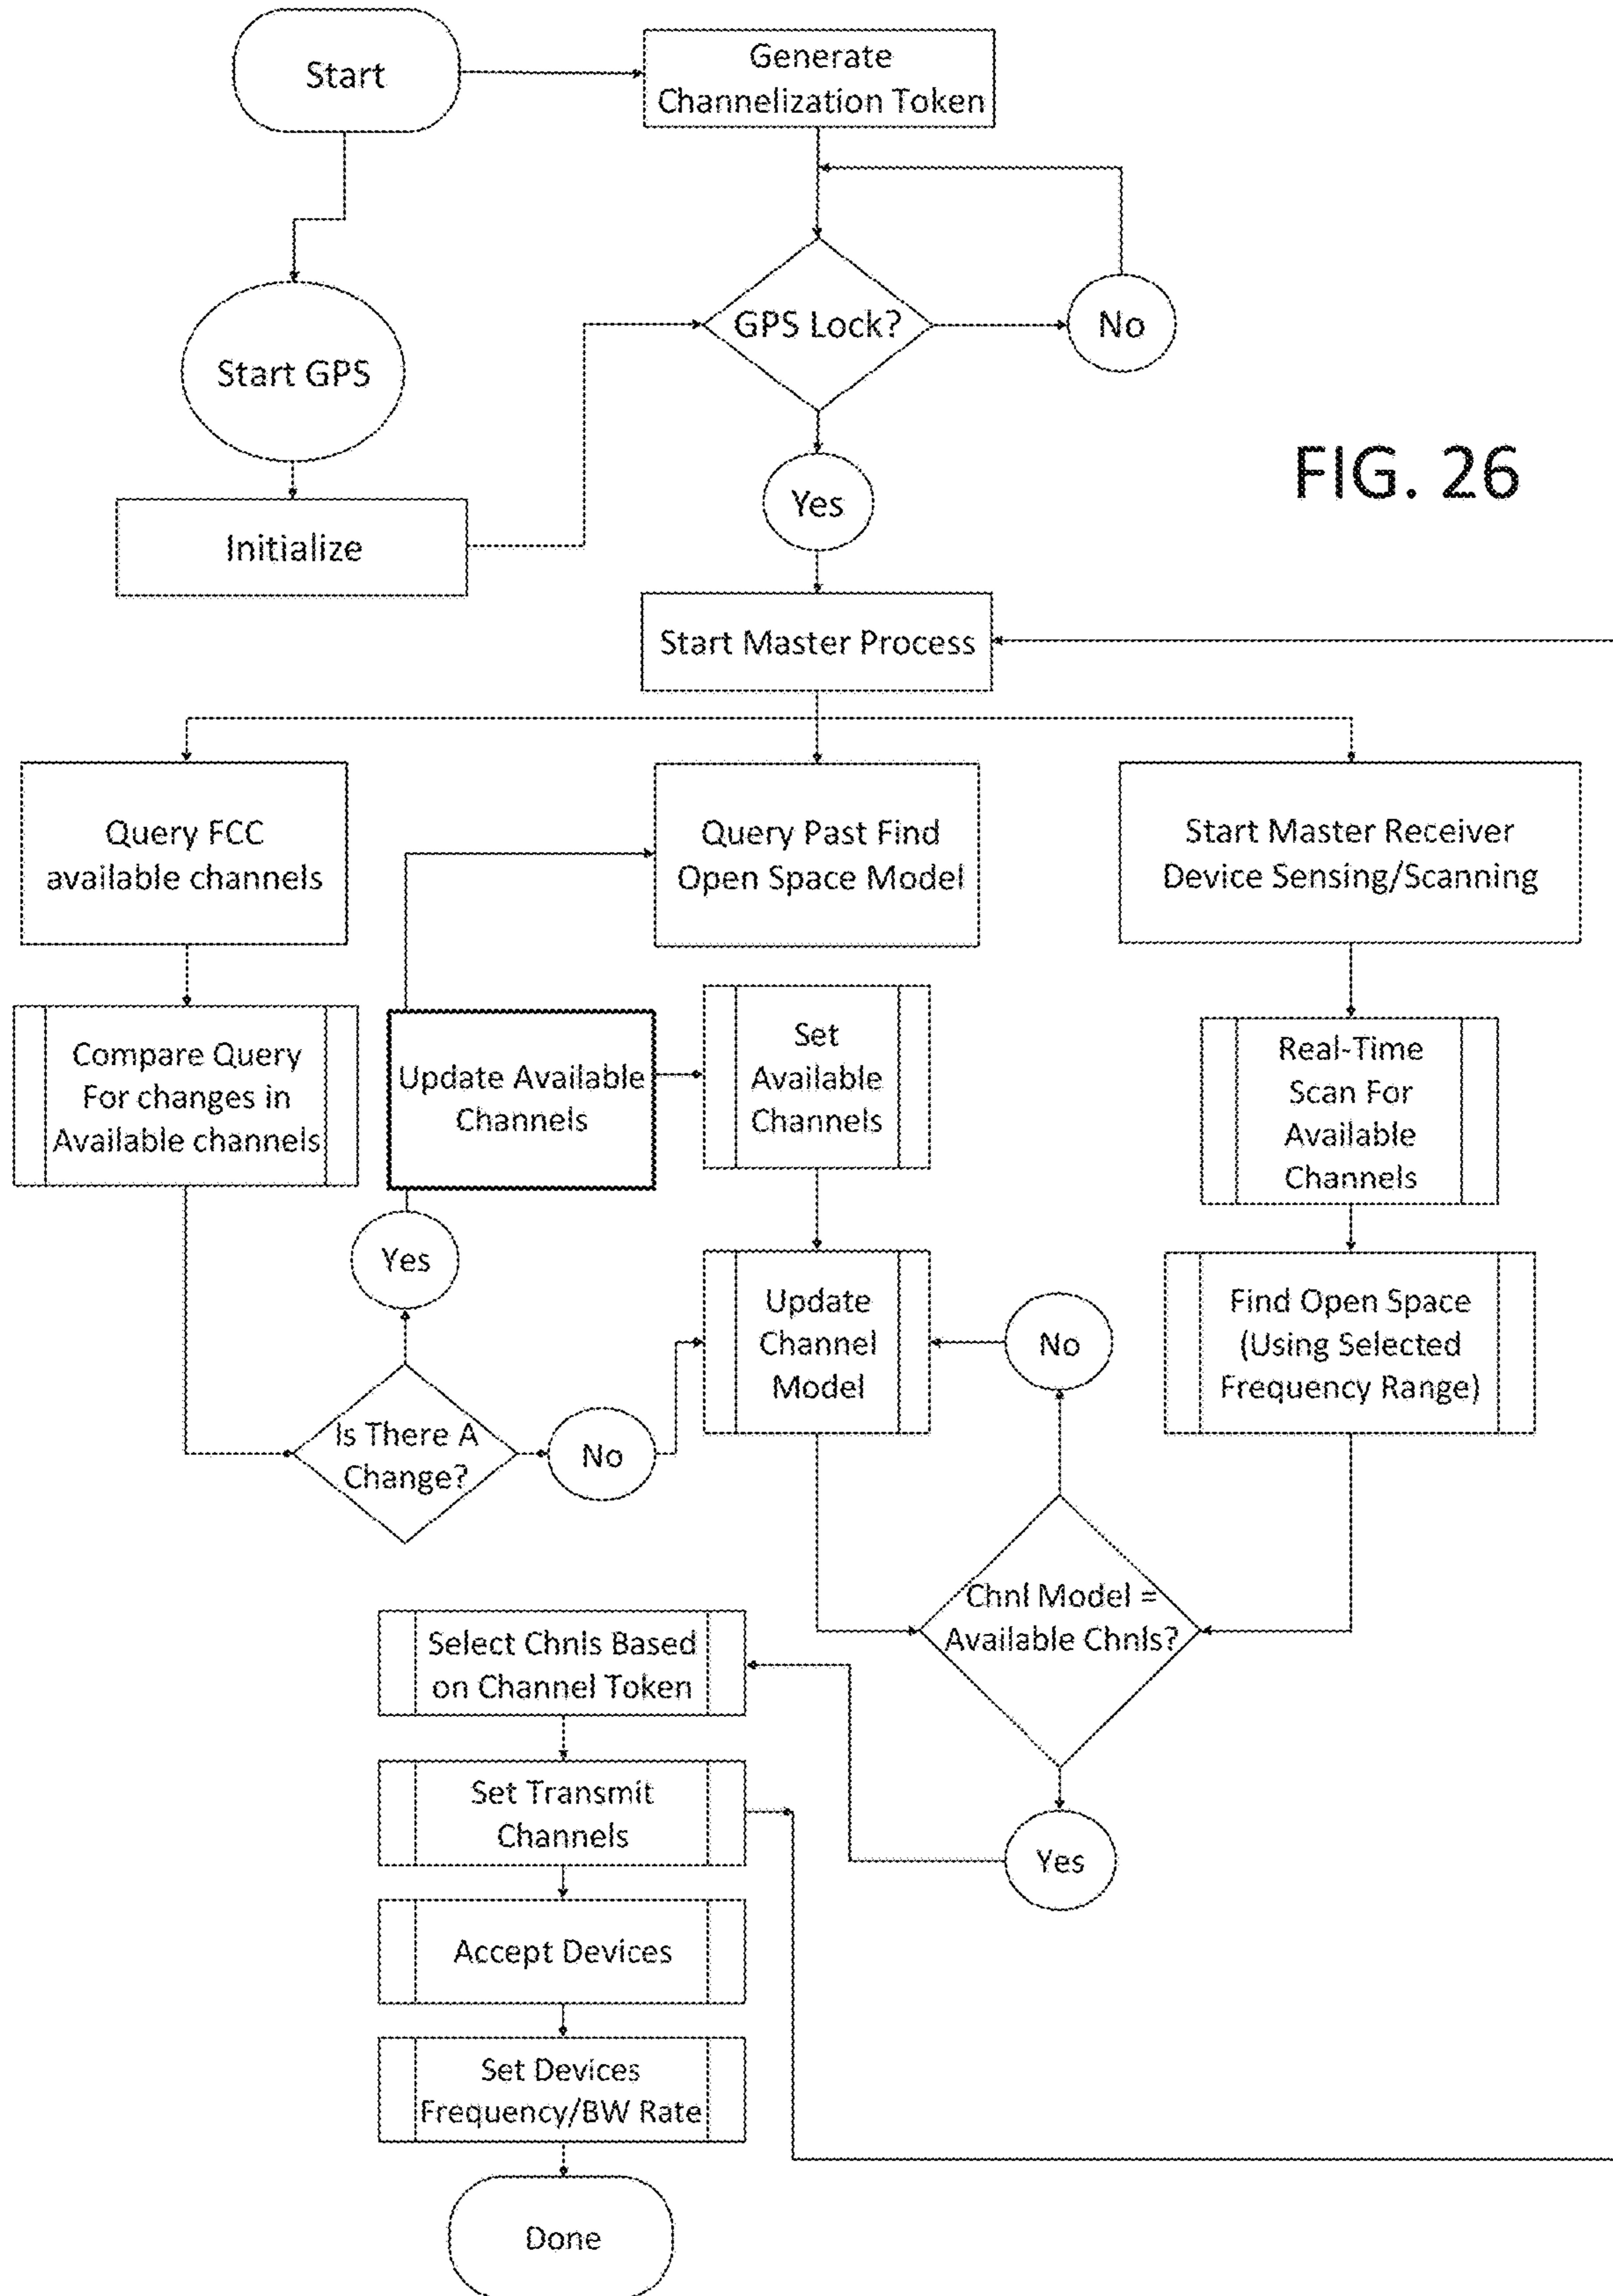 Start
Generate
Channelization Token
GPS Lock?
No
Start GPS
FIG. 26
Yes
Initialize
Start Master Process
Query FCC
available channels
Query Past Find
Open Space Model
Start Master Receiver
Device Sensing/Scanning
Compare Query
For changes in
Available channels
Update Available
Channels
Set
Available
Channels
Real-Time
Scan For
Available
Channels
Yes
Update
Channel
Model
No
Find Open Space
(Using Selected
Frequency Range)
Is There A
Change?
No
Chnl Model =
Available Chnls?
Select Chnls Based
on Channel Token
Set Transmit
Channels
Yes
Accept Devices
Set Devices
Frequency/BW Rate
Done